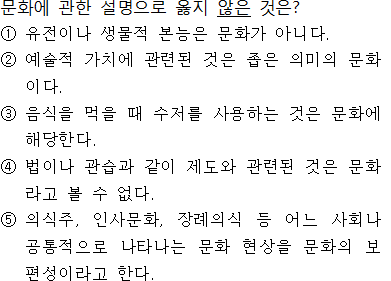 문화에 관한 설명으로 옳지 않은 것은?
① 유전이나 생물적 본능은 문화가 아니다.
② 예술적 가치에 관련된 것은 좁은 의미의 문화
이다.
③ 음식을 먹을 때 수저를 사용하는 것은 문화에
해당한다.
④ 법이나 관습과 같이 제도와 관련된 것은 문화
라고 볼 수 없다.
⑤ 의식주, 인사문화, 장례의식 등 어느 사회나
공통적으로 나타나는 문화 현상을 문화의 보
편성이라고 한다.